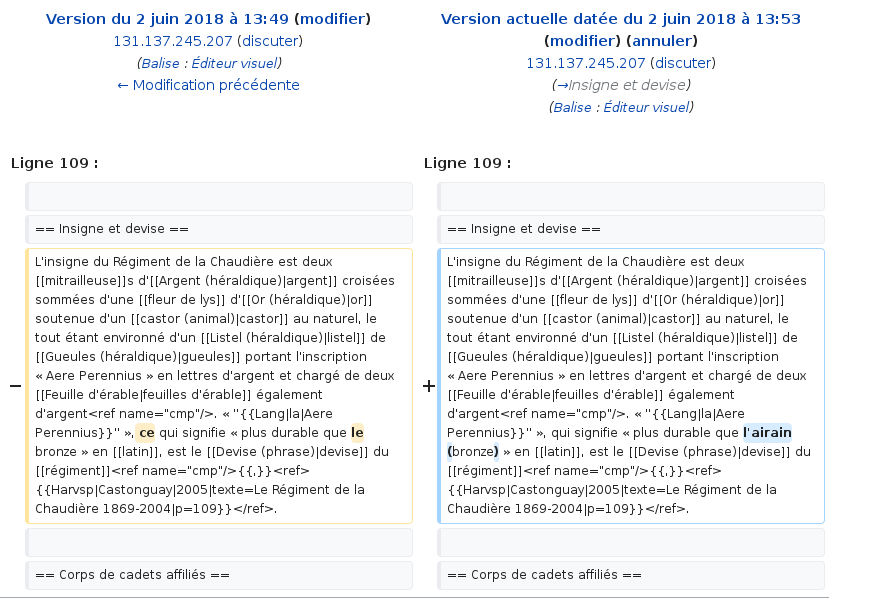 Version du 2 juin 2018 à 13:49 (modifier)
131.137.245.207 (discuter)
(Balise : Éditeur visuel)
← Modification précédente
Version actuelle datée du 2 juin 2018 à 13:53
(modifier) (annuler)
131.137.245.207 (discuter)
(→Insigne et devise)
(Balise : Éditeur visuel)
Ligne 109 :
== Insigne et devise ==
−
L'insigne du Régiment de la Chaudière est deux
[[mitrailleuse]]s d'[[Argent (héraldique)|argent]] croisées
sommées d'une [[fleur de lys]] d'[[Or (héraldique)|or]]
soutenue d'un [[castor (animal)|castor]] au naturel, le
tout étant environné d'un [[Listel (héraldique)|listel]] de
[[Gueules (héraldique)|gueules]] portant l'inscription
« Aere Perennius » en lettres d'argent et chargé de deux
[[Feuille d'érable|feuilles d'érable]] également
d'argent<ref name="cmp"/>. « ''{{Lang|la|Aere
Perennius}}'' », ce qui signifie « plus durable que le
bronze » en [[latin]], est le [[Devise (phrase)|devise]] du
[[régiment]]<ref name="cmp"/>{{,}}<ref>
{{Harvsp|Castonguay|2005|texte=Le Régiment de la
Chaudière 1869-2004|p=109}}</ref>.
== Corps de cadets affiliés ==
Ligne 109 :
== Insigne et devise ==
+
L'insigne du Régiment de la Chaudière est deux
[[mitrailleuse]]s d'[[Argent (héraldique)|argent]] croisées
sommées d'une [[fleur de lys]] d'[[Or (héraldique)|or]]
soutenue d'un [[castor (animal)|castor]] au naturel, le
tout étant environné d'un [[Listel (héraldique)|listel]] de
[[Gueules (héraldique)|gueules]] portant l'inscription
« Aere Perennius » en lettres d'argent et chargé de deux
[[Feuille d'érable|feuilles d'érable]] également
d'argent<ref name="cmp"/>. « ''{{Lang|la|Aere
Perennius}}'' », qui signifie « plus durable que l'airain
(bronze) » en [[latin]], est le [[Devise (phrase)|devise]] du
[[régiment]]<ref name="cmp"/>{{,}}<ref>
{{Harvsp|Castonguay|2005|texte=Le Régiment de la
Chaudière 1869-2004|p=109}}</ref>.
== Corps de cadets affiliés ==